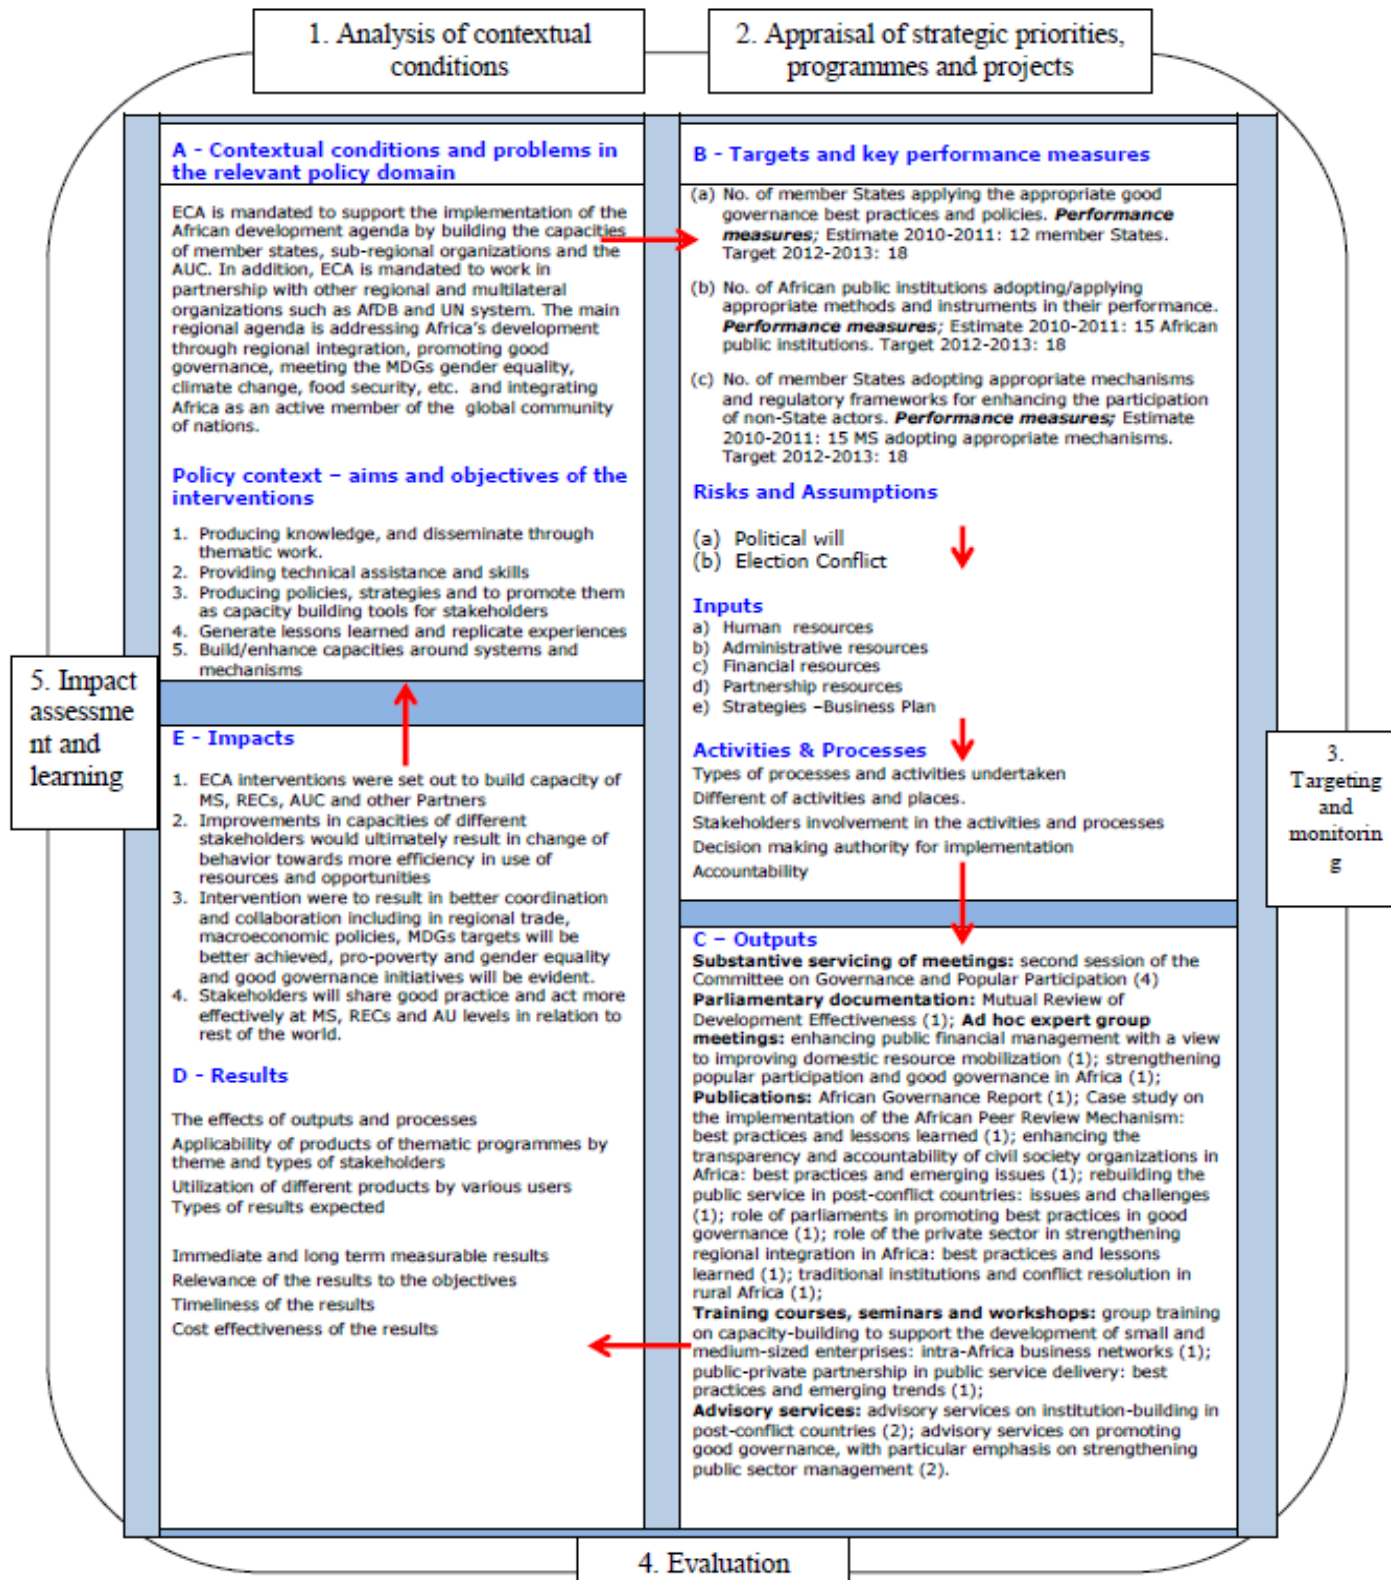 1. Analysis of contextual
conditions
2. Appraisal of strategic priorities,
programmes and projects
A - Contextual conditions and problems in
the relevant policy domain
ECA is mandated to support the implementation of the
African development agenda by building the capacities
of member states, sub-regional organizations and the
AUC. In addition, ECA is mandated to work in
partnership with other regional and multilateral
organizations such as AfDB and UN system. The main
regional agenda is addressing Africa's development
through regional integration, promoting good
governance, meeting the MDGs gender equality,
climate change, food security, etc. and integrating
Africa as an active member of the global community
of nations.
Policy context – aims and objectives of the
interventions
1. Producing knowledge, and disseminate through
thematic work.
2. Providing technical assistance and skills
3. Producing policies, strategies and to promote them
as capacity building tools for stakeholders
4. Generate lessons learned and replicate experiences
5. Build/enhance capacities around systems and
mechanisms
B - Targets and key performance measures
(a) No. of member States applying the appropriate good
governance best practices and policies. Performance
measures; Estimate 2010-2011: 12 member States.
Target 2012-2013: 18
(b) No. of African public institutions adopting/applying
appropriate methods and instruments in their performance.
Performance measures; Estimate 2010-2011: 15 African
public institutions. Target 2012-2013: 18
(c) No. of member States adopting appropriate mechanisms
and regulatory frameworks for enhancing the participation
of non-State actors. Performance measures; Estimate
2010-2011: 15 MS adopting appropriate mechanisms.
Target 2012-2013: 18
Risks and Assumptions
(a) Political will
(b) Election Conflict
Inputs
a) Human resources
b) Administrative resources
c) Financial resources
d) Partnership resources
e) Strategies –Business Plan
Activities & Processes
Types of processes and activities undertaken
Different of activities and places.
Stakeholders involvement in the activities and processes
Decision making authority for implementation
Accountability
3.
Targeting
and
monitorin
g
C – Outputs
Substantive servicing of meetings: second session of the
Committee on Governance and Popular Participation (4)
Parliamentary documentation: Mutual Review of
Development Effectiveness (1); Ad hoc expert group
meetings: enhancing public financial management with a view
to improving domestic resource mobilization (1); strengthening
popular participation and good governance in Africa (1);
Publications: African Governance Report (1); Case study on
the implementation of the African Peer Review Mechanism:
best practices and lessons learned (1); enhancing the
transparency and accountability of civil society organizations in
Africa: best practices and emerging issues (1); rebuilding the
public service in post-conflict countries: issues and challenges
(1); role of parliaments in promoting best practices in good
governance (1); role of the private sector in strengthening
regional integration in Africa: best practices and lessons
learned (1); traditional institutions and conflict resolution in
rural Africa (1);
Training courses, seminars and workshops: group training
on capacity-building to support the development of small and
medium-sized enterprises: intra-Africa business networks (1);
public-private partnership in public service delivery: best
practices and emerging trends (1);
Advisory services: advisory services on institution-building in
post-conflict countries (2); advisory services on promoting
good governance, with particular emphasis on strengthening
public sector management (2).
5. Impact
assessme
nt and
learning
E - Impacts
1. ECA interventions were set out to build capacity of
MS, RECs, AUC and other Partners
2. Improvements in capacities of different
stakeholders would ultimately result in change of
behavior towards more efficiency in use of
resources and opportunities
3. Intervention were to result in better coordination
and collaboration including in regional trade,
macroeconomic policies, MDGs targets will be
better achieved, pro-poverty and gender equality
and good governance initiatives will be evident.
4. Stakeholders will share good practice and act more
effectively at MS, RECs and AU levels in relation to
rest of the world.
D - Results
The effects of outputs and processes
Applicability of products of thematic programmes by
theme and types of stakeholders
Utilization of different products by various users
Types of results expected
Immediate and long term measurable results
Relevance of the results to the objectives
Timeliness of the results
Cost effectiveness of the results
4. Evaluation